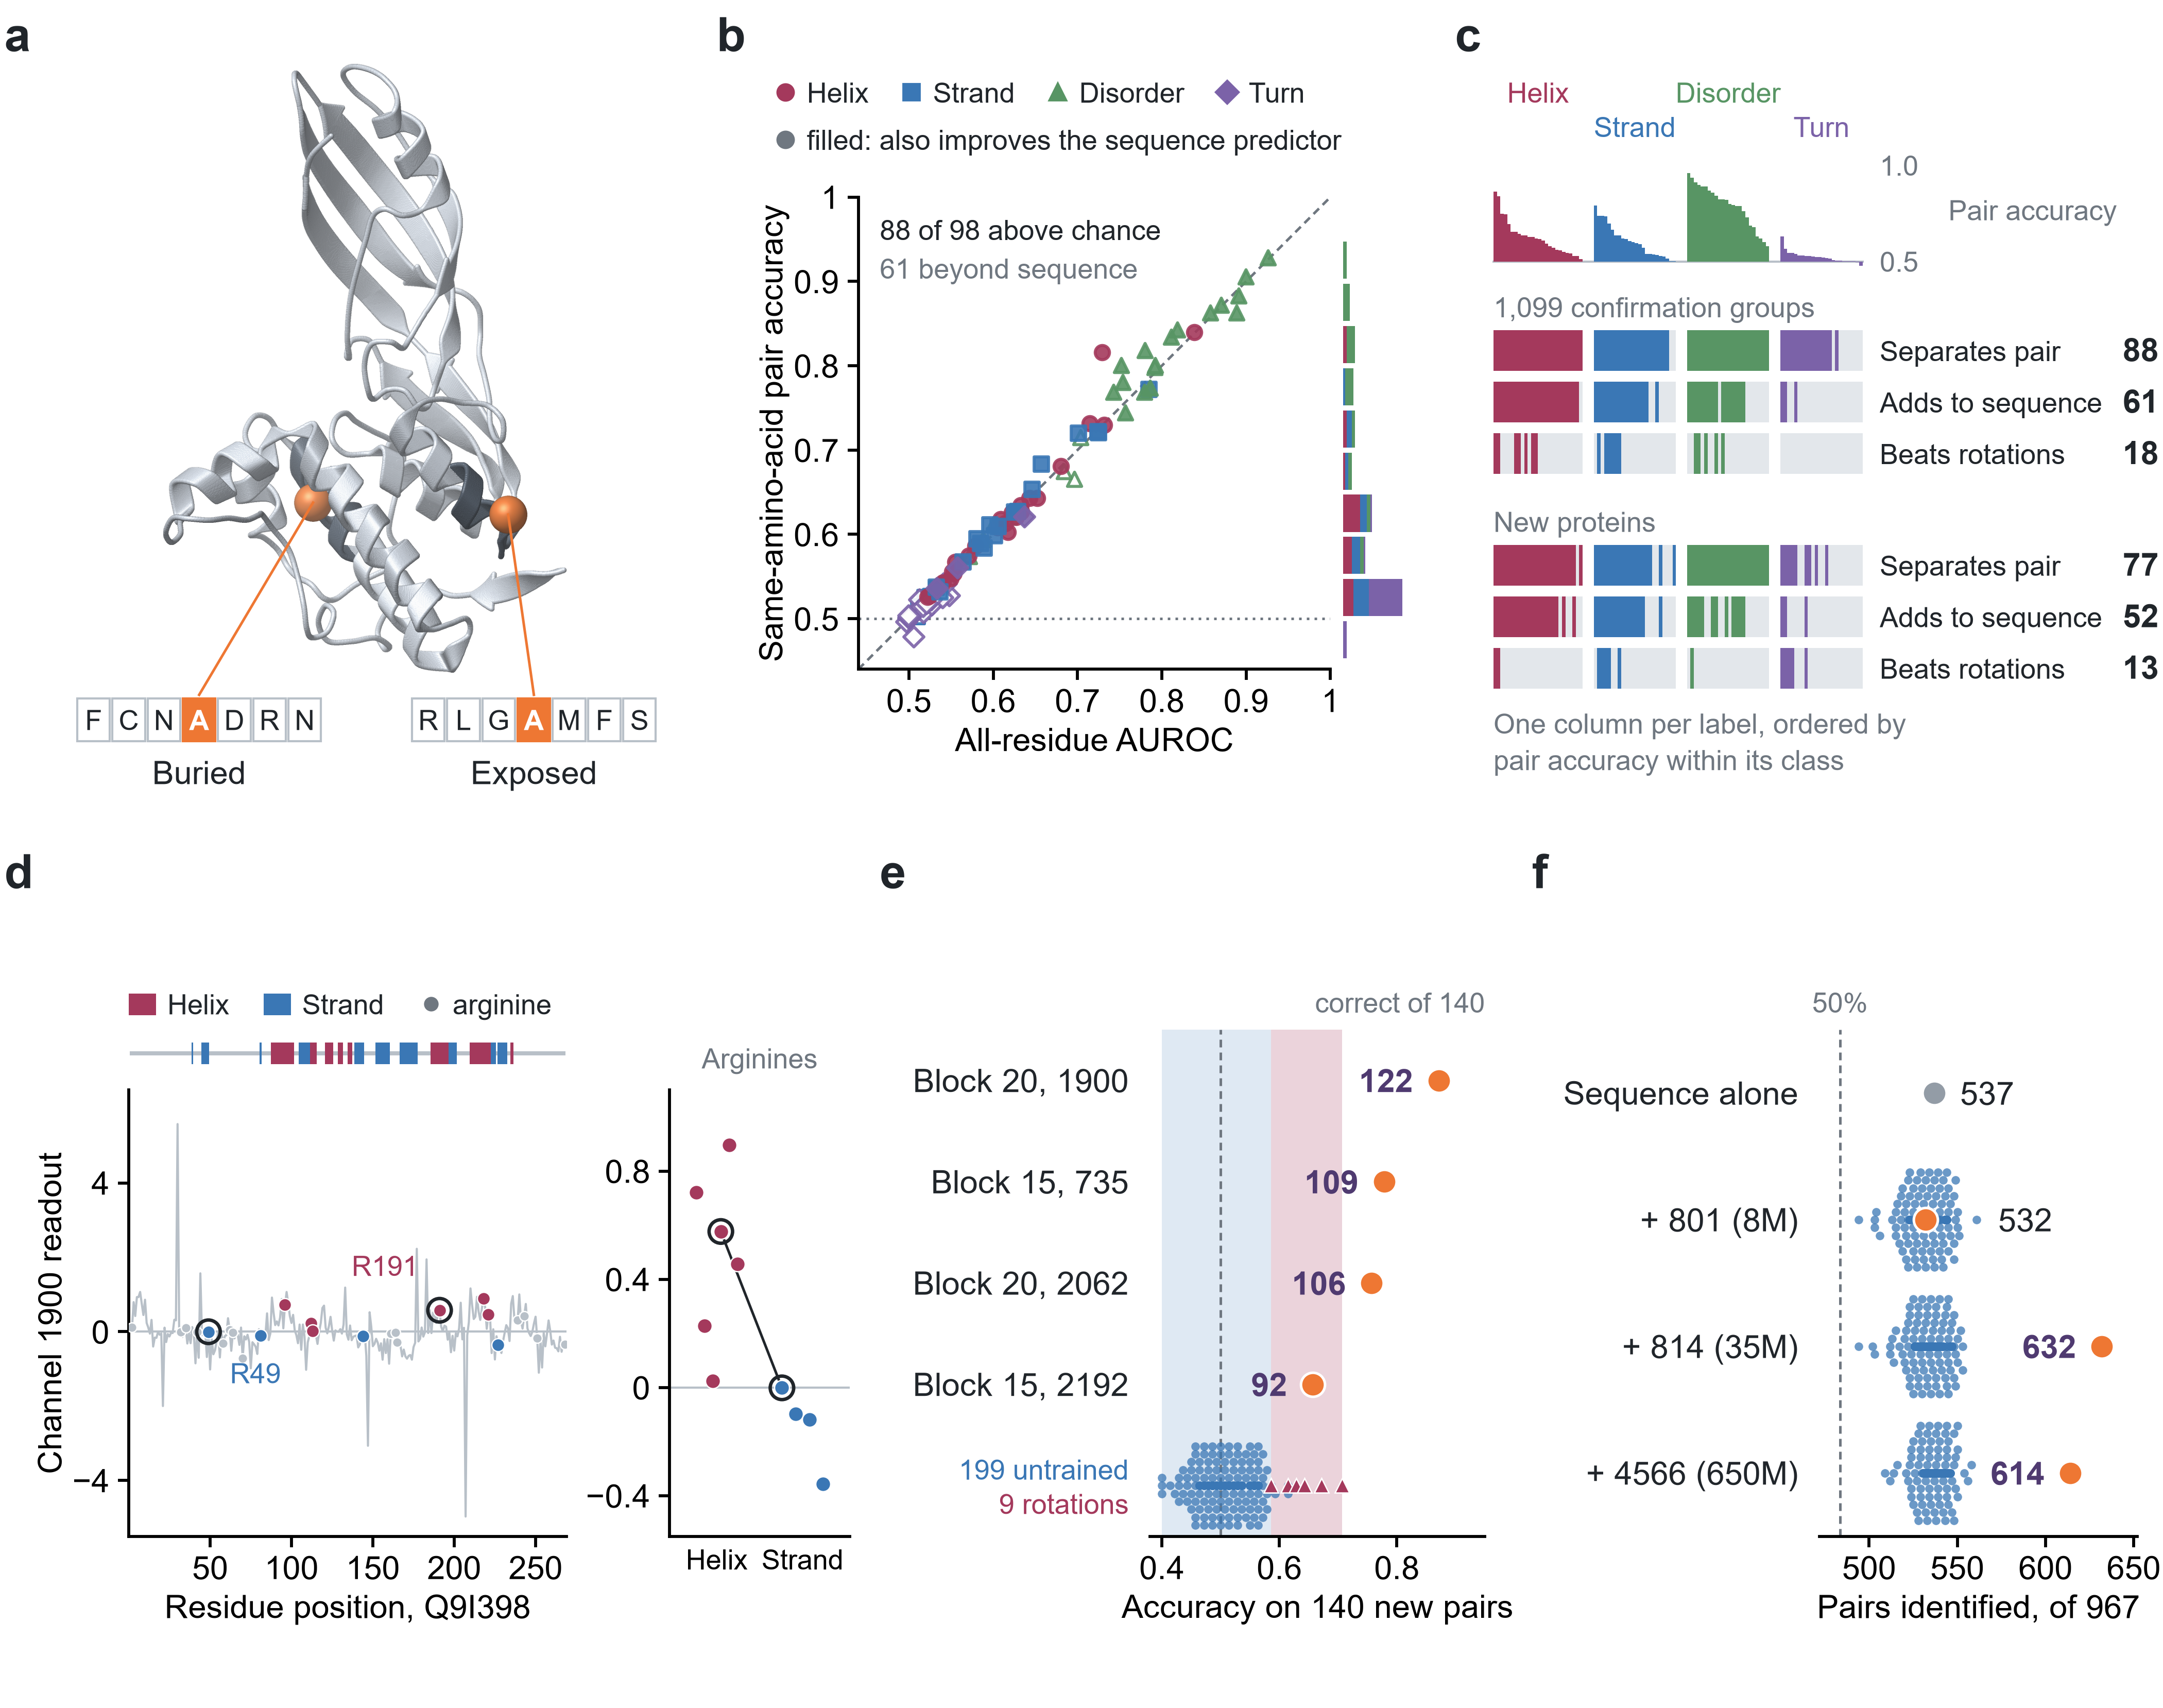 a
F C N A D R N
Buried
R L G A M F S
Exposed
b
Helix
Strand
Disorder
Turn
filled: also improves the sequence predictor
88 of 98 above chance
61 beyond sequence
Same-amino-acid pair accuracy
1
0.9
0.8
0.7
0.6
0.5
0.5 0.6 0.7 0.8 0.9 1
All-residue AUROC
c
Helix
Disorder
Strand
Turn
1.0
Pair accuracy
0.5
1,099 confirmation groups
Separates pair 88
Adds to sequence 61
Beats rotations 18
New proteins
Separates pair 77
Adds to sequence 52
Beats rotations 13
One column per label, ordered by
pair accuracy within its class
d
Helix
Strand
arginine
Channel 1900 readout
4
0
−4
R191
R49
50 100 150 200 250
Residue position, Q9I398
Arginines
0.8
0.4
0
−0.4
Helix Strand
e
correct of 140
Block 20, 1900 122
Block 15, 735 109
Block 20, 2062 106
Block 15, 2192 92
199 untrained
9 rotations
0.4 0.6 0.8
Accuracy on 140 new pairs
f
50%
Sequence alone 537
+ 801 (8M) 532
+ 814 (35M) 632
+ 4566 (650M) 614
500 550 600 650
Pairs identified, of 967